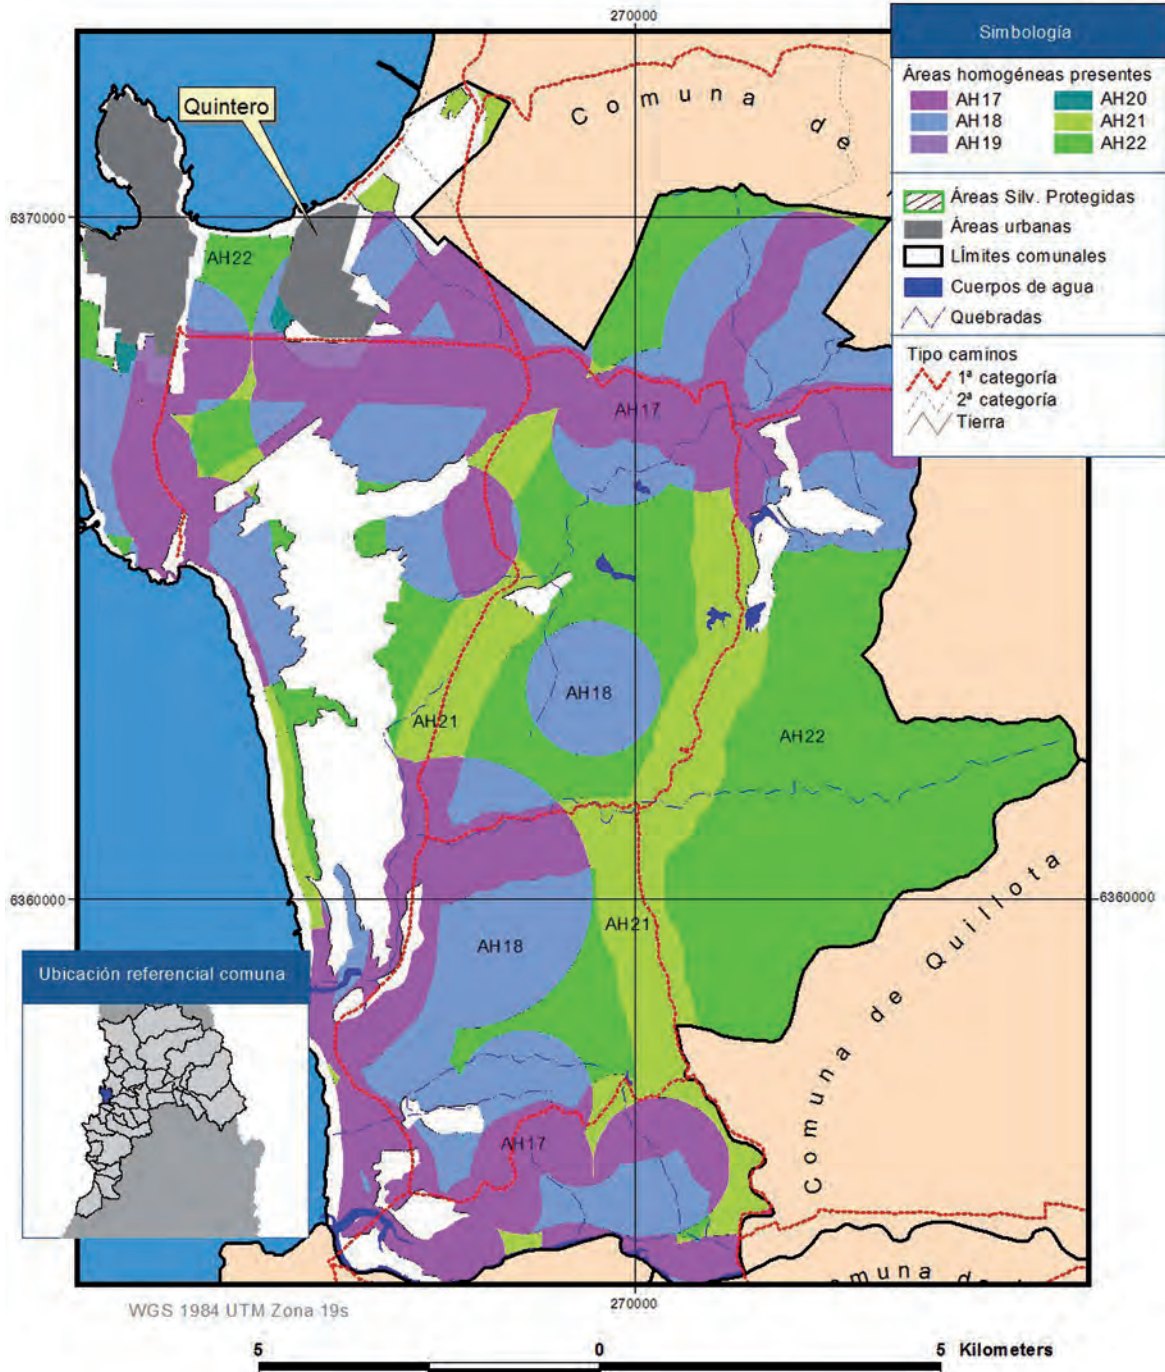 270000
Simbología
Áreas homogéneas presentes
AH17
AH20
AH18
AH21
AH19
AH22
Áreas Silv. Protegidas
Áreas urbanas
LÍmites comunales
Cuerpos de agua
Quebradas
Tipo caminos
1ª categoría
2ª categoría
Tierra
Comuna de
Quintero
6370000
AH22
AH17
AH18
AH21
AH22
6360000
6360000
AH21
AH18
Comuna de Quillota
AH17
Ubicación referencial comuna
omuna de
270000
WGS 1984 UTM Zona 19s
5 0 5 Kilometers